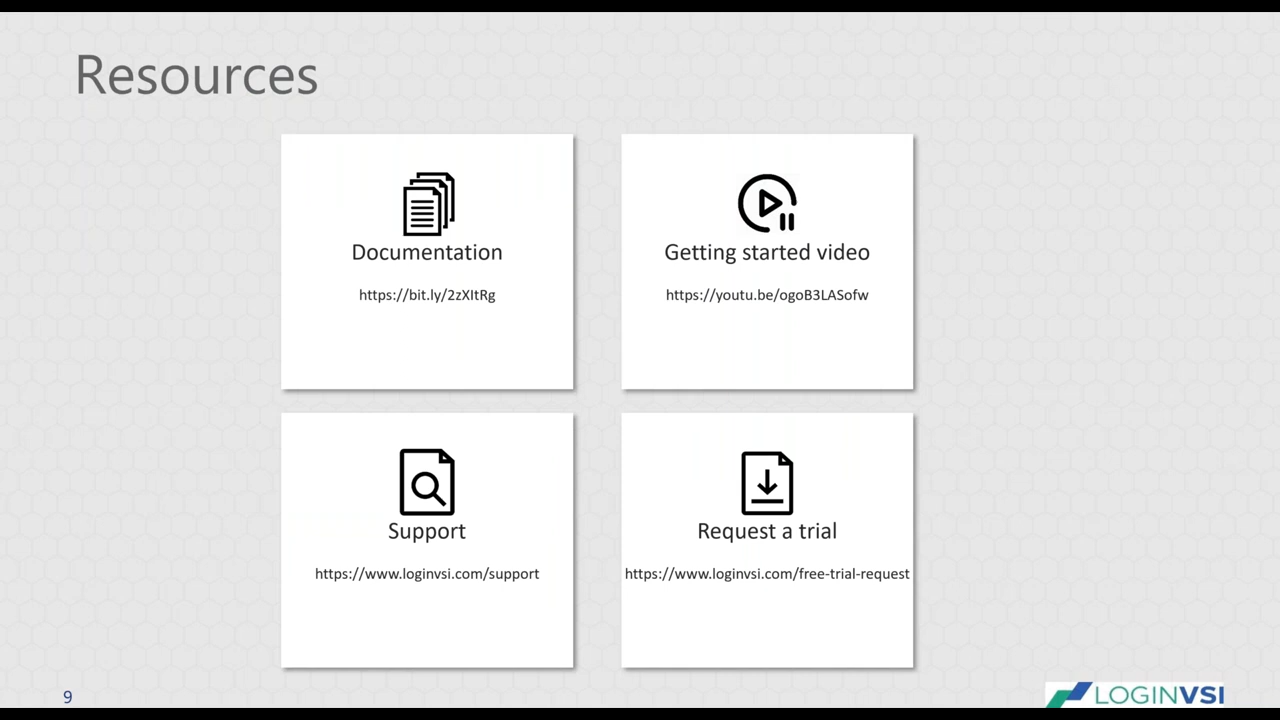 Resources
Documentation
https://bit.ly/2zXItRg
Getting started video
https://youtu.be/ogoB3LASofw
Support
https://www.loginvsi.com/support
Request a trial
https://www.loginvsi.com/free-trial-request
9
LOGINVSI